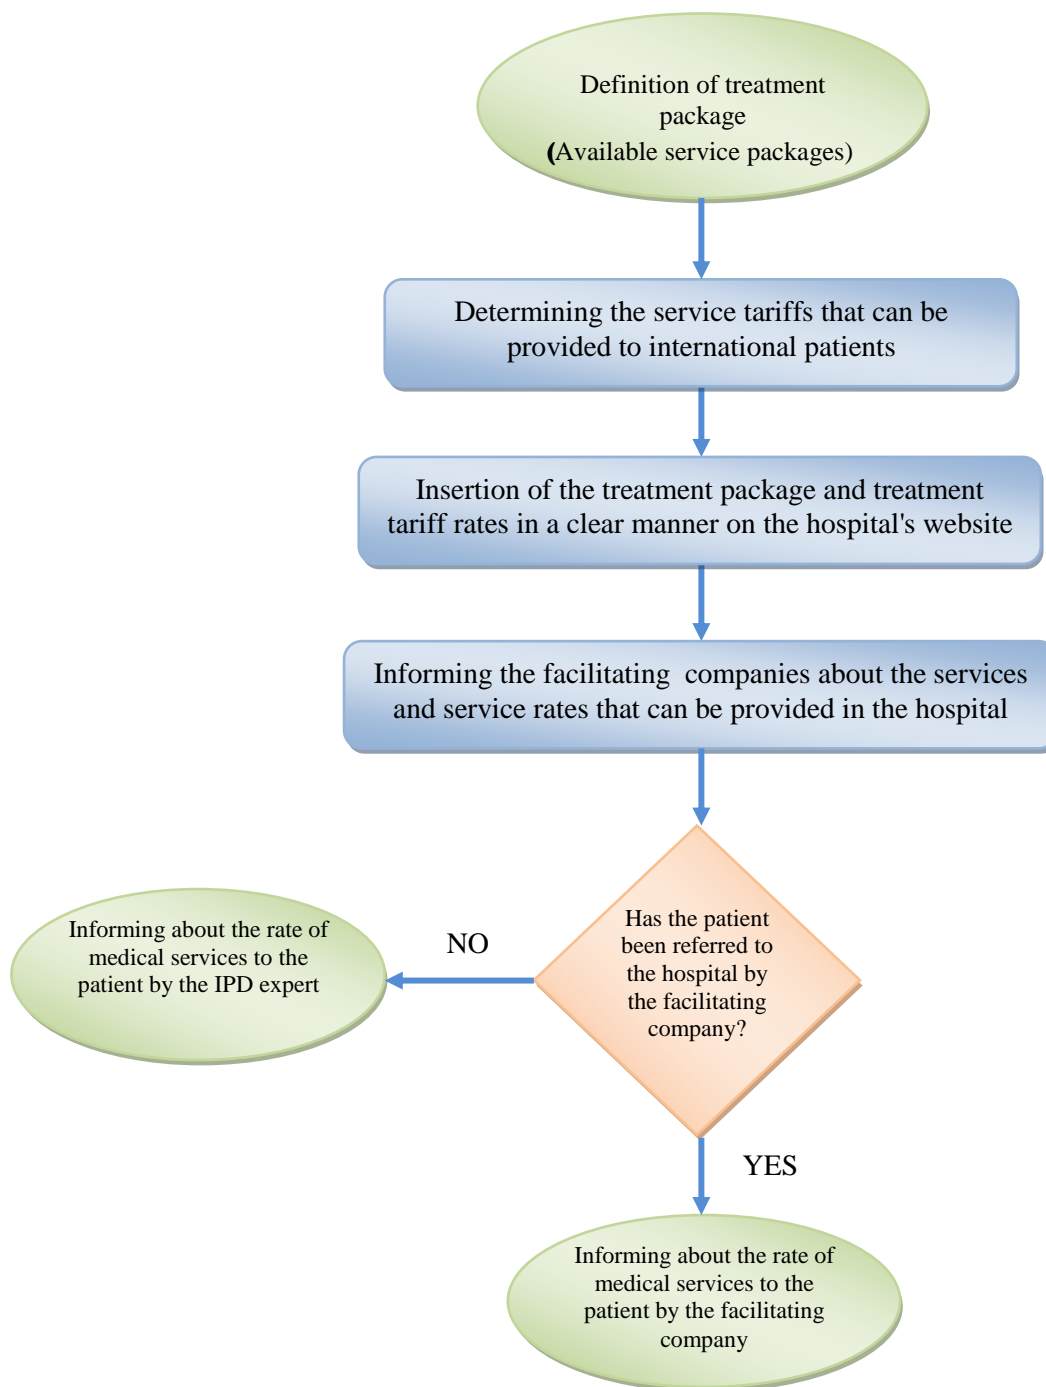 Definition of treatment
package
(Available service packages)
Determining the service tariffs that can be
provided to international patients
Insertion of the treatment package and treatment
tariff rates in a clear manner on the hospital's website
Informing the facilitating companies about the services
and service rates that can be provided in the hospital
Has the patient
been referred to
the hospital by
the facilitating
company?
NO
Informing about the rate of
medical services to the
patient by the IPD expert
YES
Informing about the rate of
medical services to the
patient by the facilitating
company